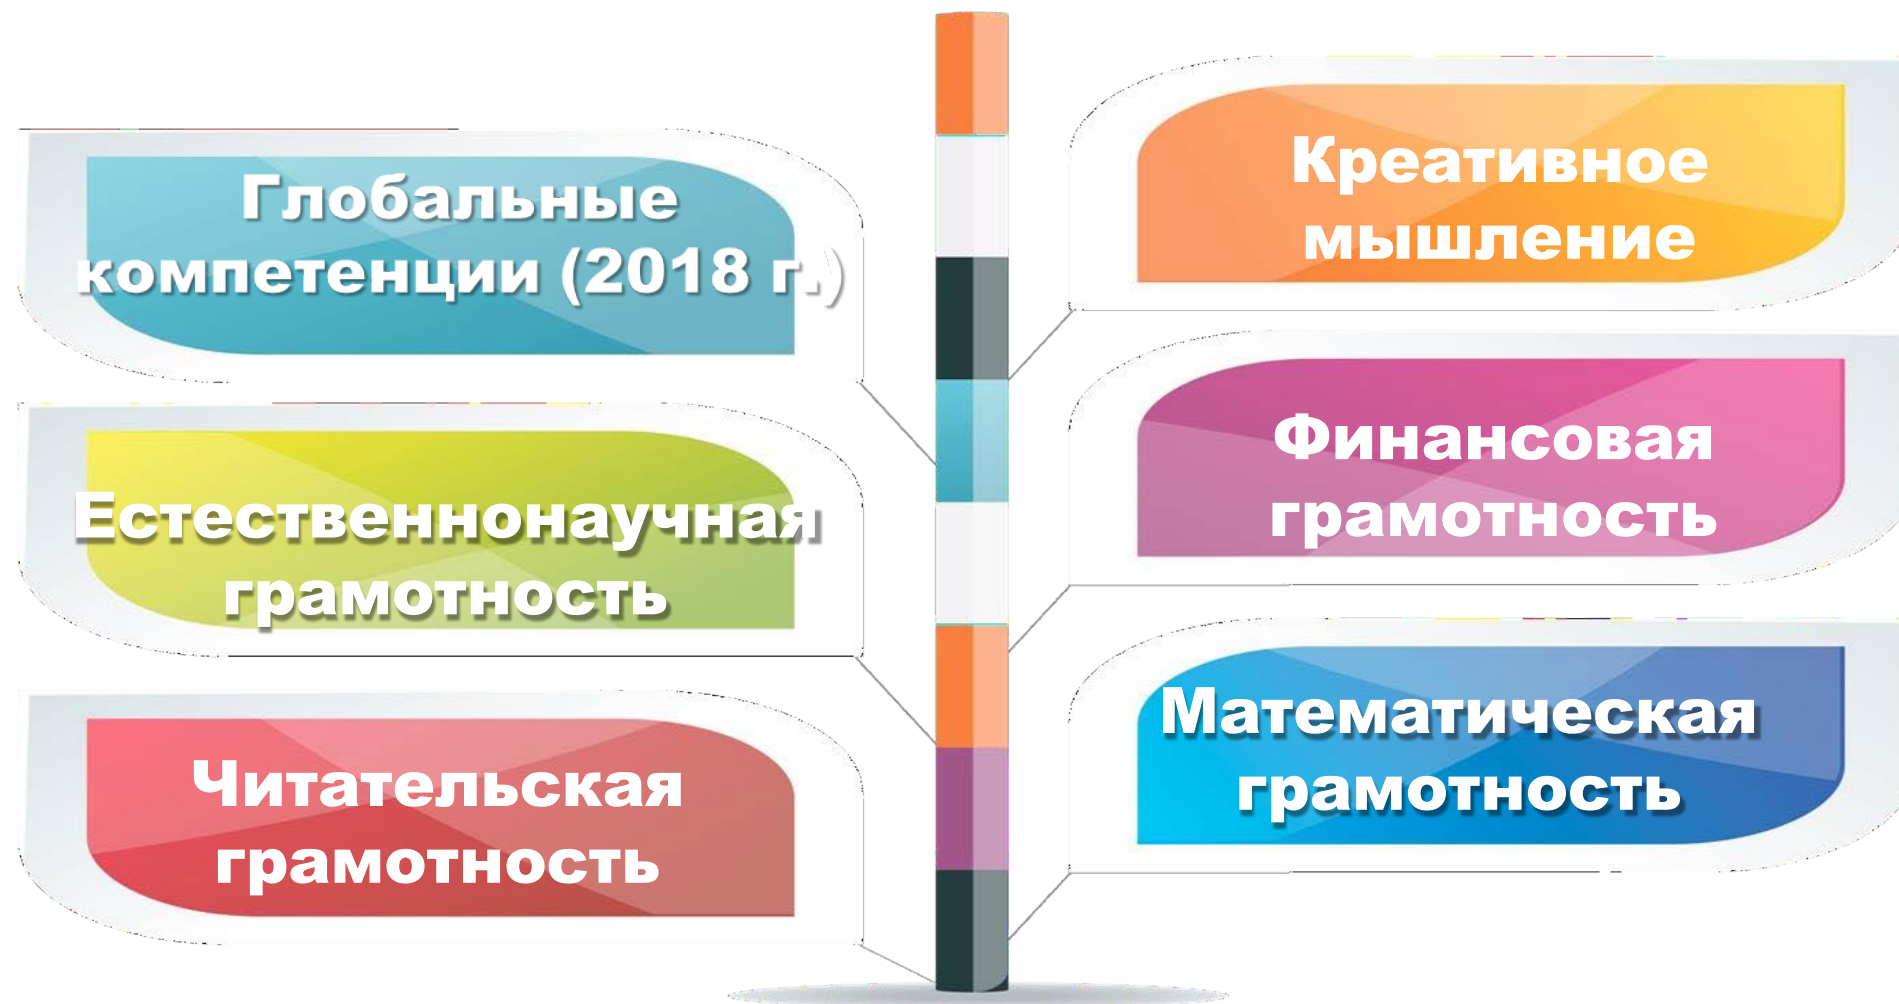 Глобальные
компетенции (2018 г.)
Креативное
мышление
Естественнонаучная
грамотность
Финансовая
грамотность
Читательская
грамотность
Математическая
грамотность